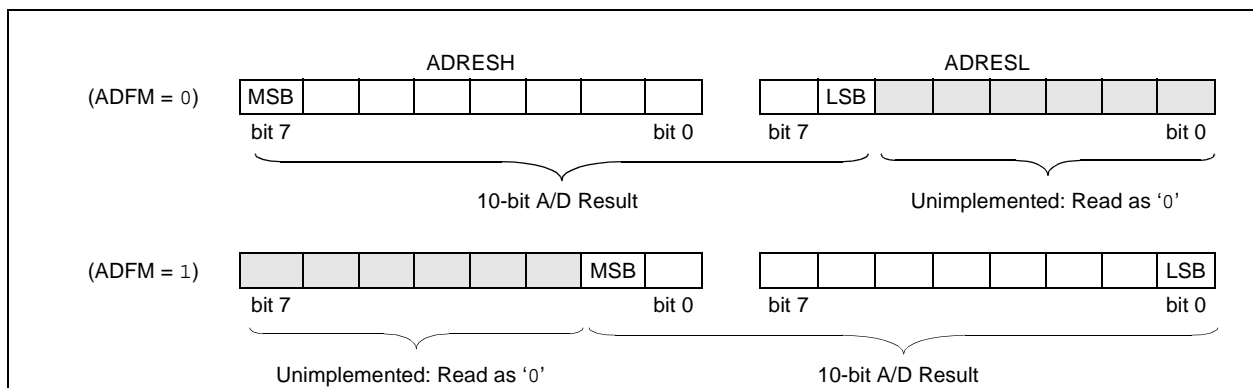 ADRESH ADRESL
(ADFM = 0) MSB LSB
bit 7 bit 0 bit 7 bit 0
10-bit A/D Result Unimplemented: Read as ‘0’
(ADFM = 1) MSB LSB
bit 7 bit 0 bit 7 bit 0
Unimplemented: Read as ‘0’ 10-bit A/D Result